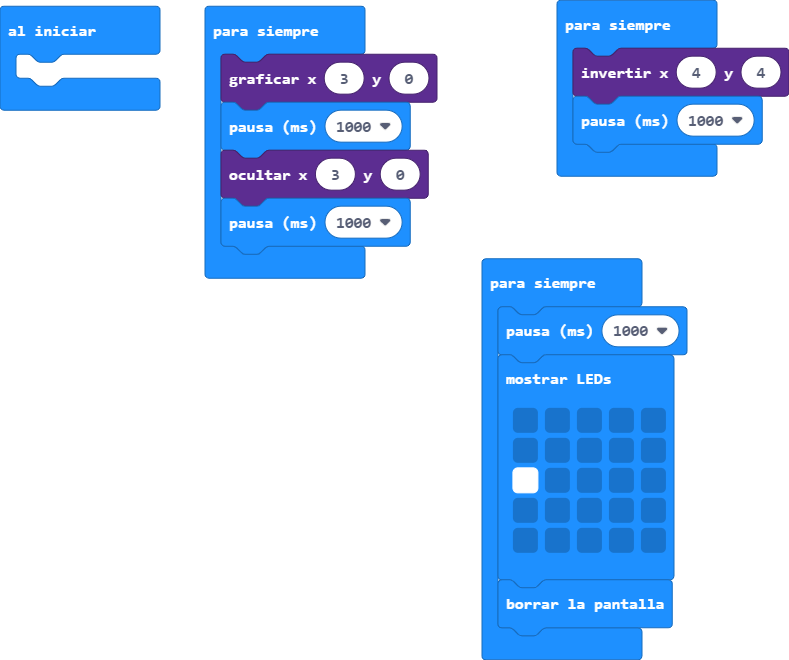 al iniciar
para siempre
graficar x 3 y 0
pausa (ms) 1000
ocultar x 3 y 0
pausa (ms) 1000
para siempre
invertir x 4 y 4
pausa (ms) 1000
para siempre
pausa (ms) 1000
mostrar LEDs
borrar la pantalla